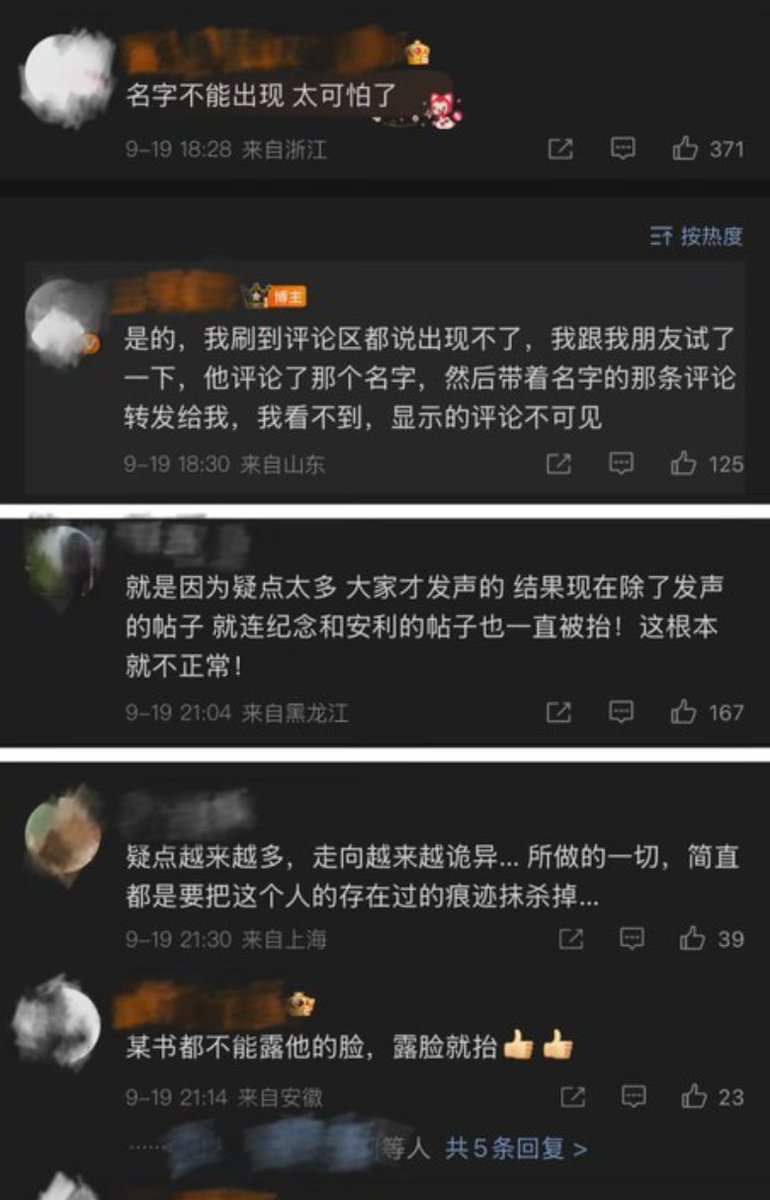 名字不能出现 太可怕了
9-19 18:28 来自浙江
371
按热度
博主
是的，我刷到评论区都说出现不了，我跟我朋友试了
一下，他评论了那个名字，然后带着名字的那条评论
转发给我，我看不到，显示的评论不可见
9-19 18:30 来自山东
125
就是因为疑点太多 大家才发声的 结果现在除了发声
的帖子 就连纪念和安利的帖子也一直被抬！这根本
就不正常！
9-19 21:04 来自黑龙江
167
疑点越来越多，走向越来越诡异... 所做的一切，简直
都是要把这个人的存在过的痕迹抹杀掉...
9-19 21:30 来自上海
39
某书都不能露他的脸，露脸就抬👍👍
9-19 21:14 来自安徽
23
等人 共5条回复 >